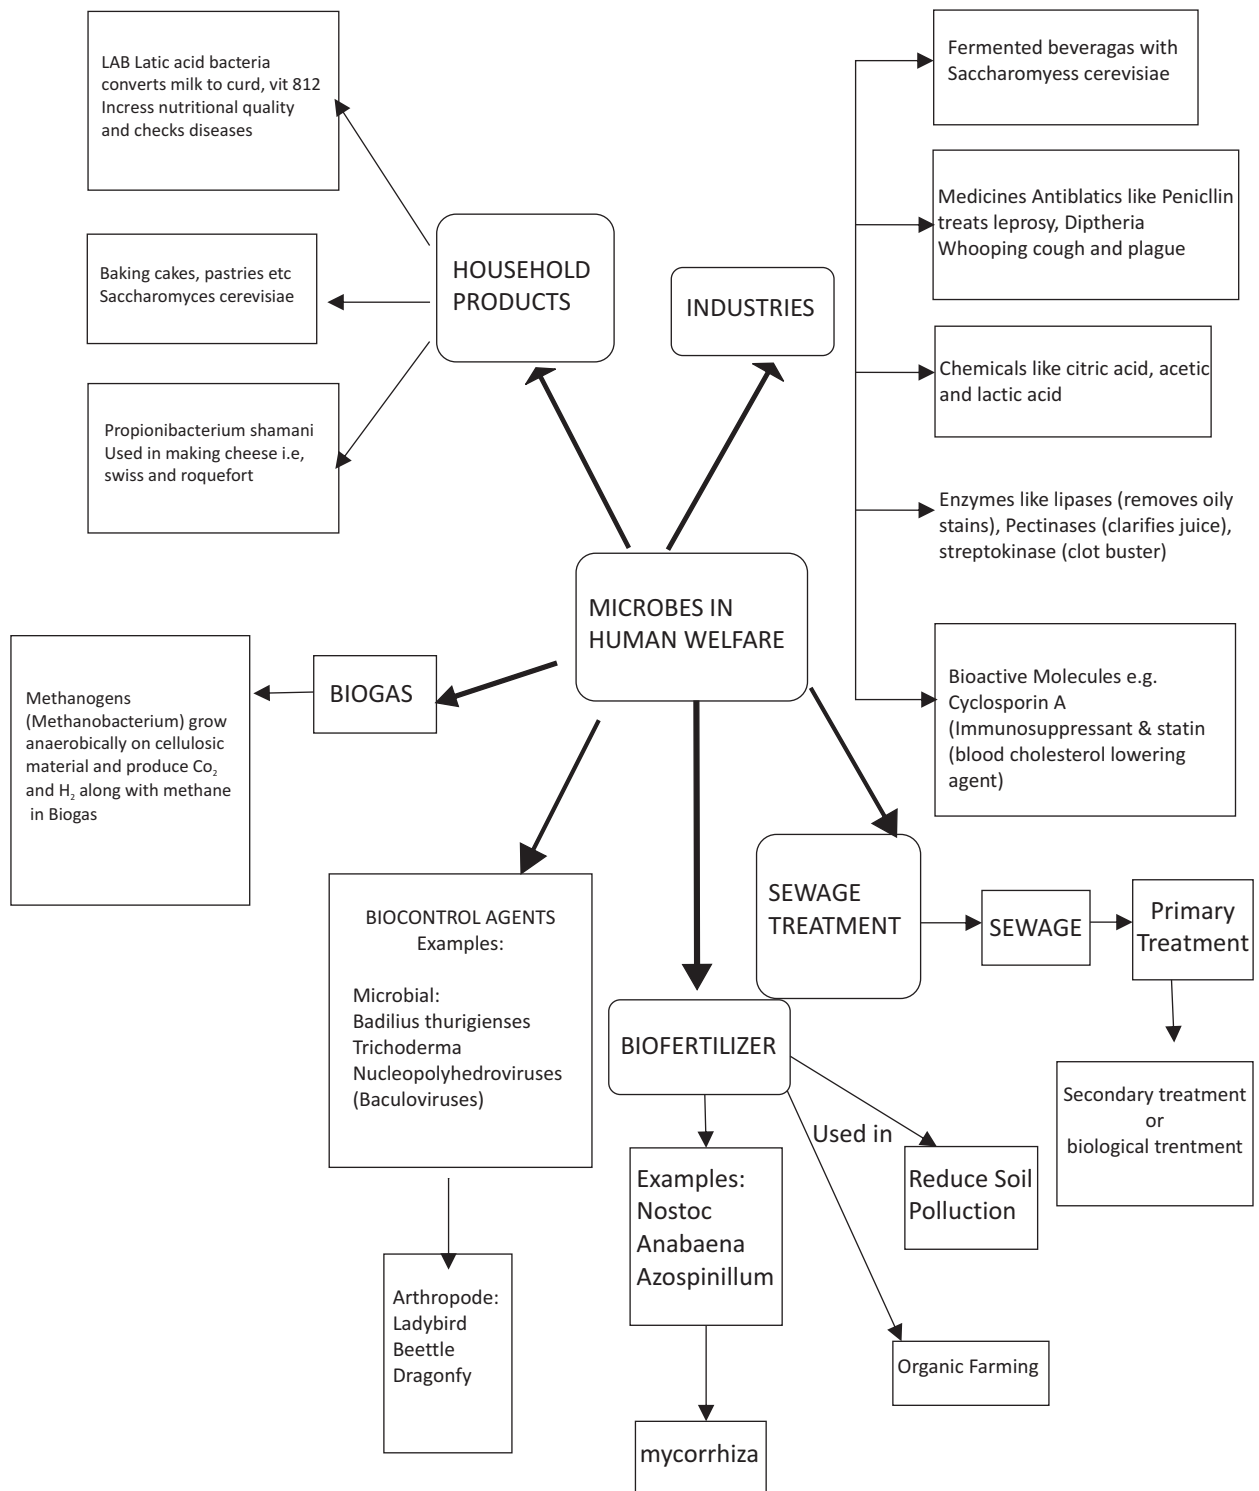 LAB Latic acid bacteria
converts milk to curd, vit 812
Incress nutritional quality
and checks diseases
Baking cakes, pastries etc
Saccharomyces cerevisiae
Propionibacterium shamani
Used in making cheese i.e,
swiss and roquefort
HOUSEHOLD
PRODUCTS
INDUSTRIES
Fermented beveragas with
Saccharomyess cerevisiae
Medicines Antiblatics like Penicllin
treats leprosy, Diptheria
Whooping cough and plague
Chemicals like citric acid, acetic
and lactic acid
Enzymes like lipases (removes oily
stains), Pectinases (clarifies juice),
streptokinase (clot buster)
Bioactive Molecules e.g.
Cyclosporin A
(Immunosuppressant & statin
(blood cholesterol lowering
agent)
MICROBES IN
HUMAN WELFARE
BIOGAS
Methanogens
(Methanobacterium) grow
anaerobically on cellulosic
material and produce Co₂
and H₂ along with methane
in Biogas
BIOCONTROL AGENTS
Examples:
Microbial:
Badilius thurigienses
Trichoderma
Nucleopolyhedroviruses
(Baculoviruses)
Arthropode:
Ladybird
Beettle
Dragonfy
SEWAGE
TREATMENT
SEWAGE
Primary
Treatment
Secondary treatment
or
biological trentment
BIOFERTILIZER
Used in
Examples:
Nostoc
Anabaena
Azospinillum
Reduce Soil
Polluction
Organic Farming
mycorrhiza